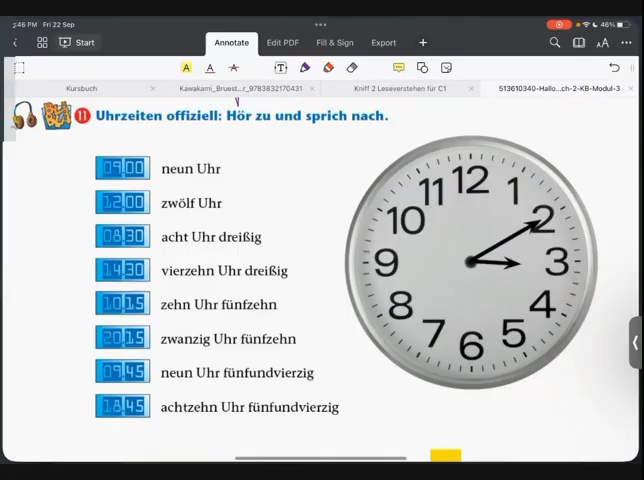 :46 PM Fri 22 Sep
46%
Start
Annotate
Edit PDF
Fill & Sign
Export
Kursbuch
Kawakami_Bruest...r_9783832170431
Kniff 2 Leseverstehen für C1
513610340-Hallo...ch-2-KB-Modul-3
11 Uhrzeiten offiziell: Hör zu und sprich nach.
09:00 neun Uhr
12:00 zwölf Uhr
08:30 acht Uhr dreißig
14:30 vierzehn Uhr dreißig
10:15 zehn Uhr fünfzehn
20:15 zwanzig Uhr fünfzehn
09:45 neun Uhr fünfundvierzig
18:45 achtzehn Uhr fünfundvierzig
12
11 1
10 2
9 3
8 4
7 5
6